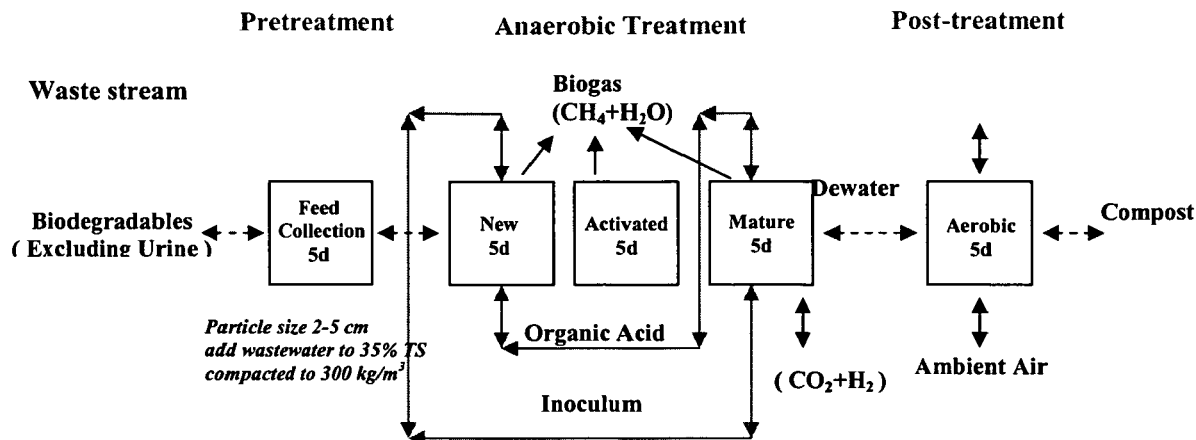 Pretreatment
Anaerobic Treatment
Post-treatment
Waste stream
Biogas
(CH₄+H₂O)
Biodegradables
( Excluding Urine )
Feed
Collection
5d
New
5d
Activated
5d
Mature
5d
Dewater
Aerobic
5d
Compost
Particle size 2-5 cm
add wastewater to 35% TS
compacted to 300 kg/m³
Organic Acid
( CO₂+H₂ )
Ambient Air
Inoculum